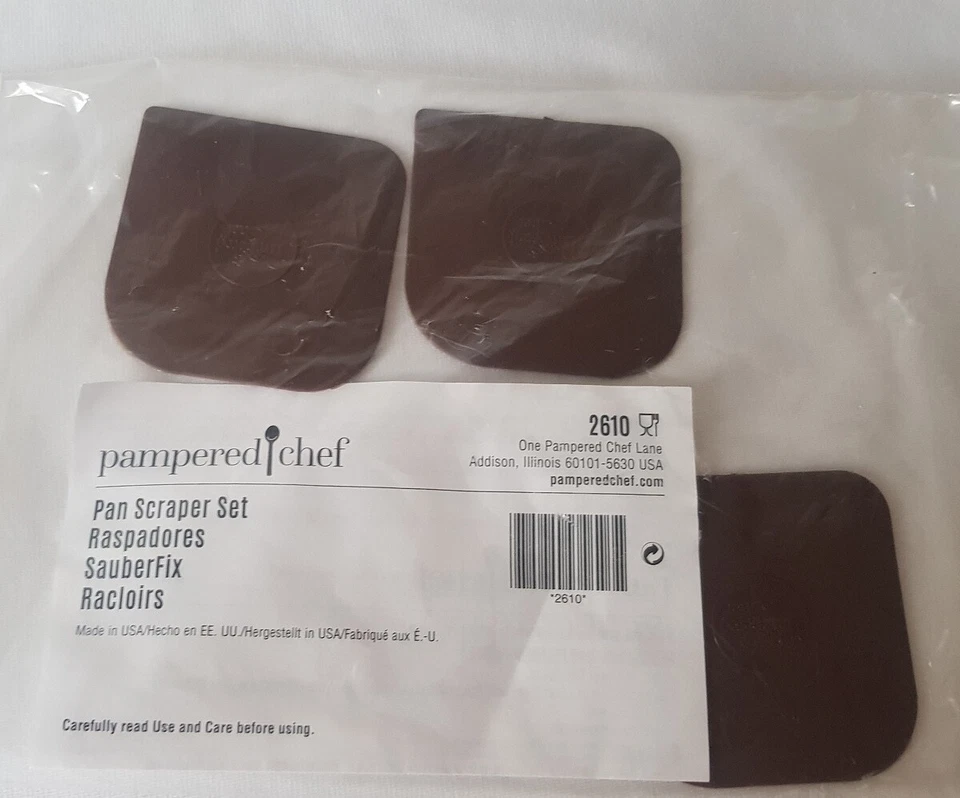 pampered chef
2610
One Pampered Chef Lane
Addison, Illinois 60101-5630 USA
pamperedchef.com
Pan Scraper Set
Raspadores
SauberFix
Racloirs
*2610*
Made in USA/Hecho en EE. UU./Hergestellt in USA/Fabriqué aux É.-U.
Carefully read Use and Care before using.